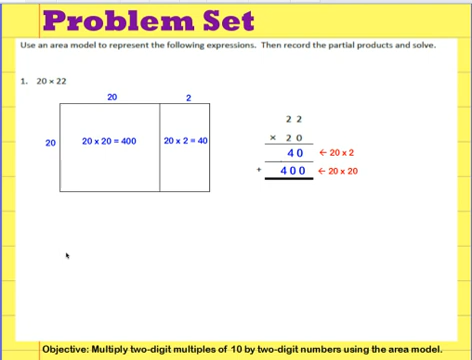 Problem Set
Use an area model to represent the following expressions. Then record the partial products and solve.
1. 20 × 22
20 2
20 20 x 20 = 400 20 x 2 = 40
2 2
× 2 0
4 0 ← 20 x 2
+ 4 0 0 ← 20 x 20
Objective: Multiply two-digit multiples of 10 by two-digit numbers using the area model.